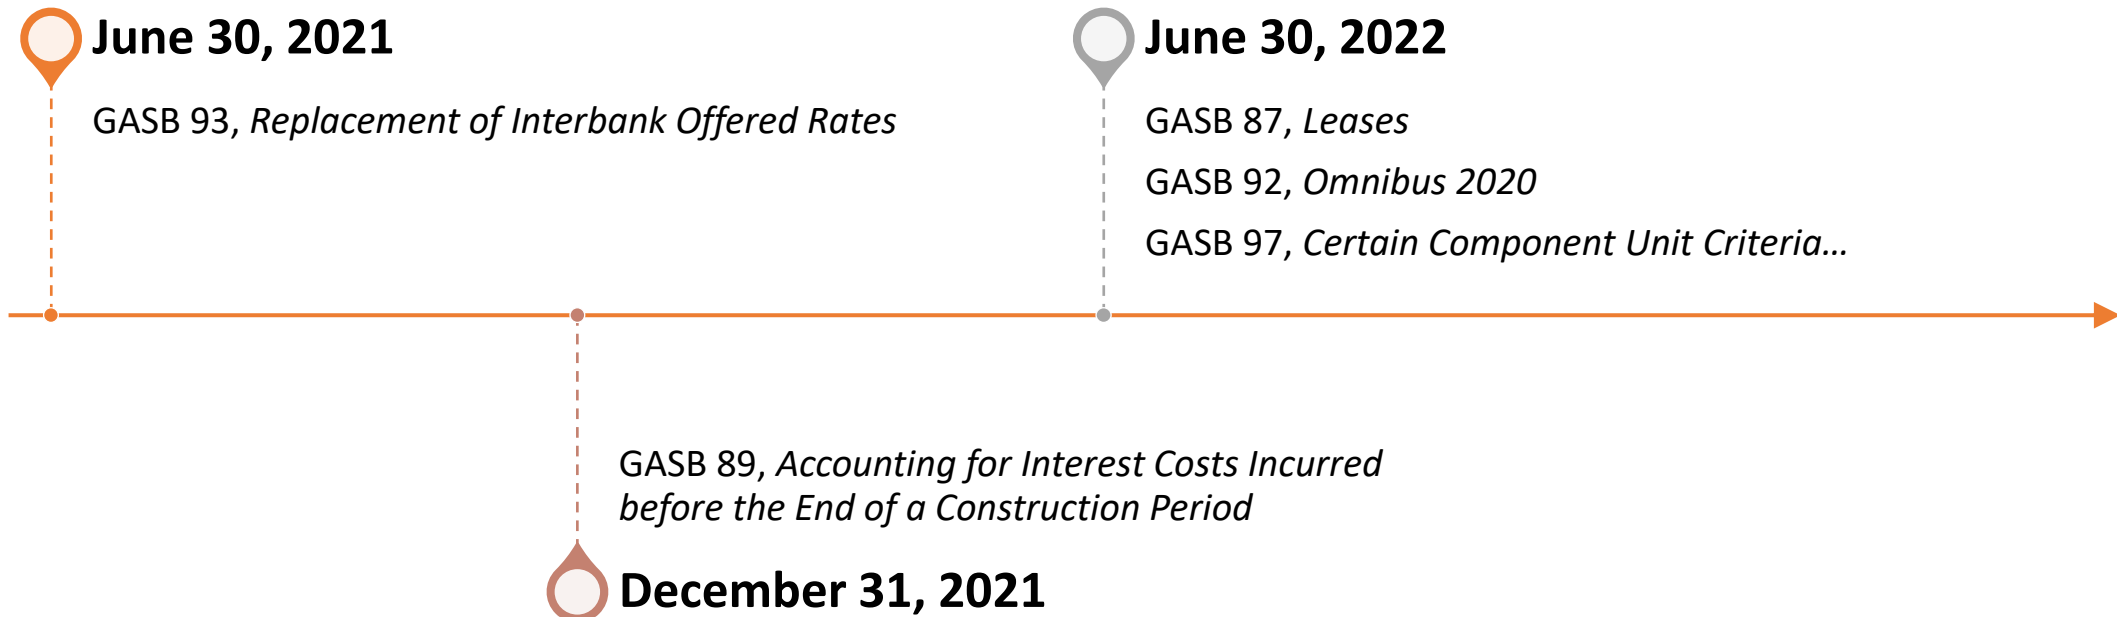 June 30, 2021
GASB 93, Replacement of Interbank Offered Rates
June 30, 2022
GASB 87, Leases
GASB 92, Omnibus 2020
GASB 97, Certain Component Unit Criteria…
GASB 89, Accounting for Interest Costs Incurred
before the End of a Construction Period
December 31, 2021